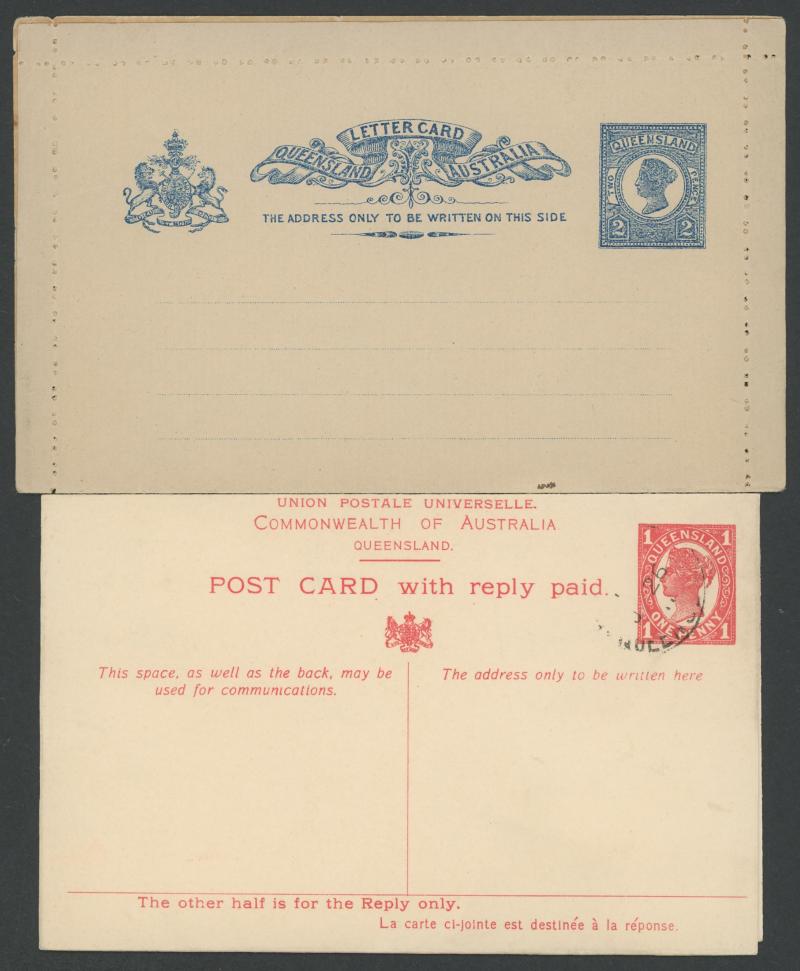 LETTER CARD
QUEENSLAND AUSTRALIA
THE ADDRESS ONLY TO BE WRITTEN ON THIS SIDE
QUEENSLAND
TWO PENCE
2 2
UNION POSTALE UNIVERSELLE.
COMMONWEALTH OF AUSTRALIA
QUEENSLAND.
POST CARD with reply paid.
1 QUEENSLAND 1
1 ONE PENNY 1
This space, as well as the back, may be
used for communications.
The address only to be written here
The other half is for the Reply only.
La carte ci-jointe est destinée à la réponse.